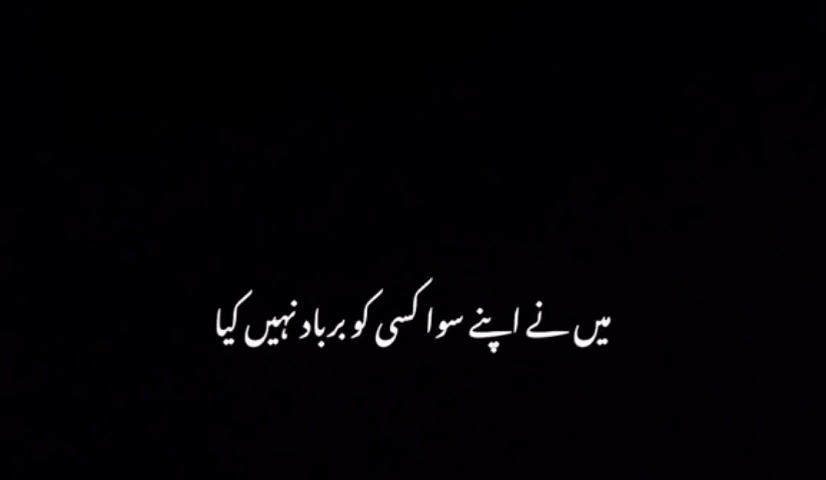 میں نے اپنے سوا کسی کو برباد نہیں کیا